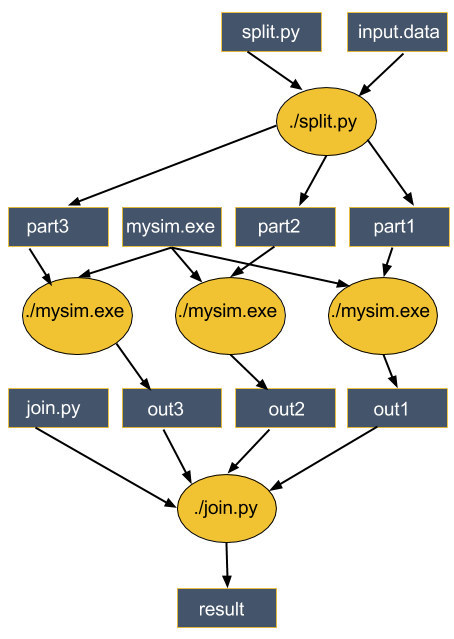 split.py
input.data
./split.py
part3
mysim.exe
part2
part1
./mysim.exe
./mysim.exe
./mysim.exe
join.py
out3
out2
out1
./join.py
result